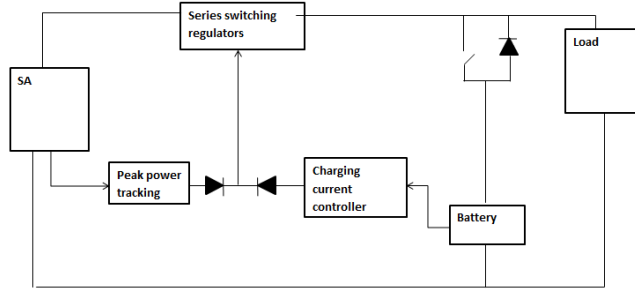 Series switching
regulators
Load
SA
Peak power
tracking
Charging
current
controller
Battery